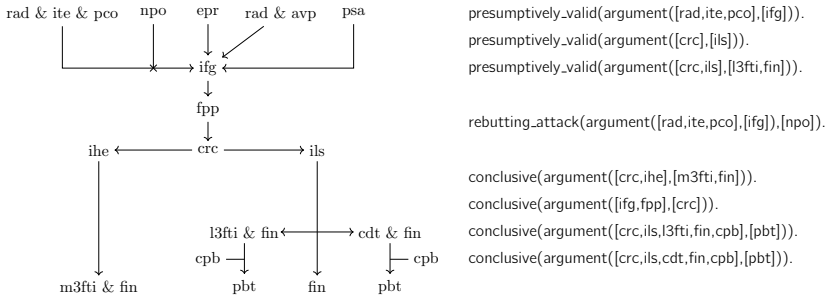 rad & ite & pco npo epr rad & avp psa
ifg
fpp
ihe crc ils
l3fti & fin cdt & fin
cpb cpb
m3fti & fin pbt fin pbt
presumptively_valid(argument([rad,ite,pco],[ifg])).
presumptively_valid(argument([crc],[ils])).
presumptively_valid(argument([crc,ils],[l3fti,fin])).
rebutting_attack(argument([rad,ite,pco],[ifg]),[npo]).
conclusive(argument([crc,ihe],[m3fti,fin])).
conclusive(argument([ifg,fpp],[crc])).
conclusive(argument([crc,ils,l3fti,fin,cpb],[pbt])).
conclusive(argument([crc,ils,cdt,fin,cpb],[pbt])).